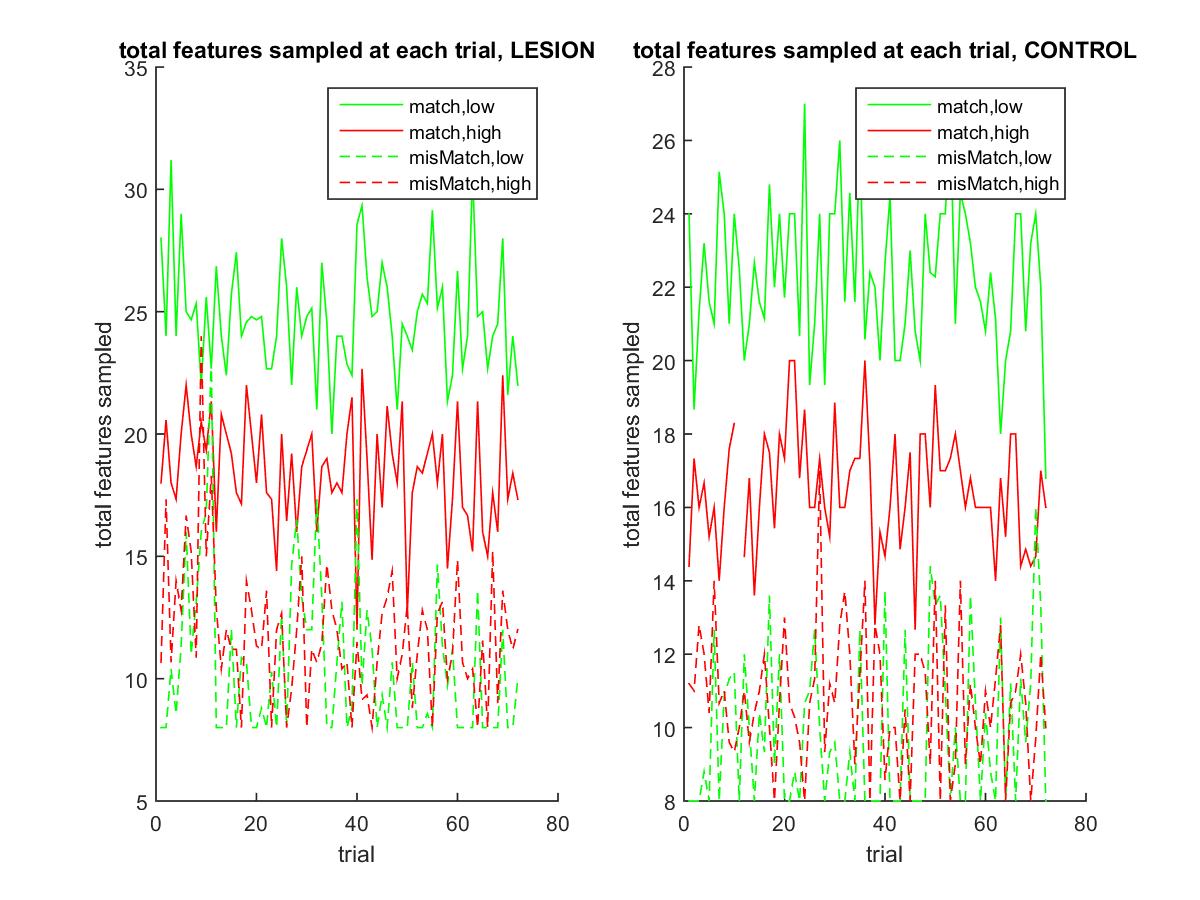 total features sampled at each trial, LESION
35
30
25
20
15
10
5
0
20
40
60
80
total features sampled
trial
match,low
match,high
misMatch,low
misMatch,high
total features sampled at each trial, CONTROL
28
26
24
22
20
18
16
14
12
10
8
0
20
40
60
80
total features sampled
trial
match,low
match,high
misMatch,low
misMatch,high